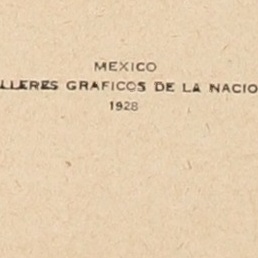 MEXICO
LLERES GRAFICOS DE LA NACIO
1928